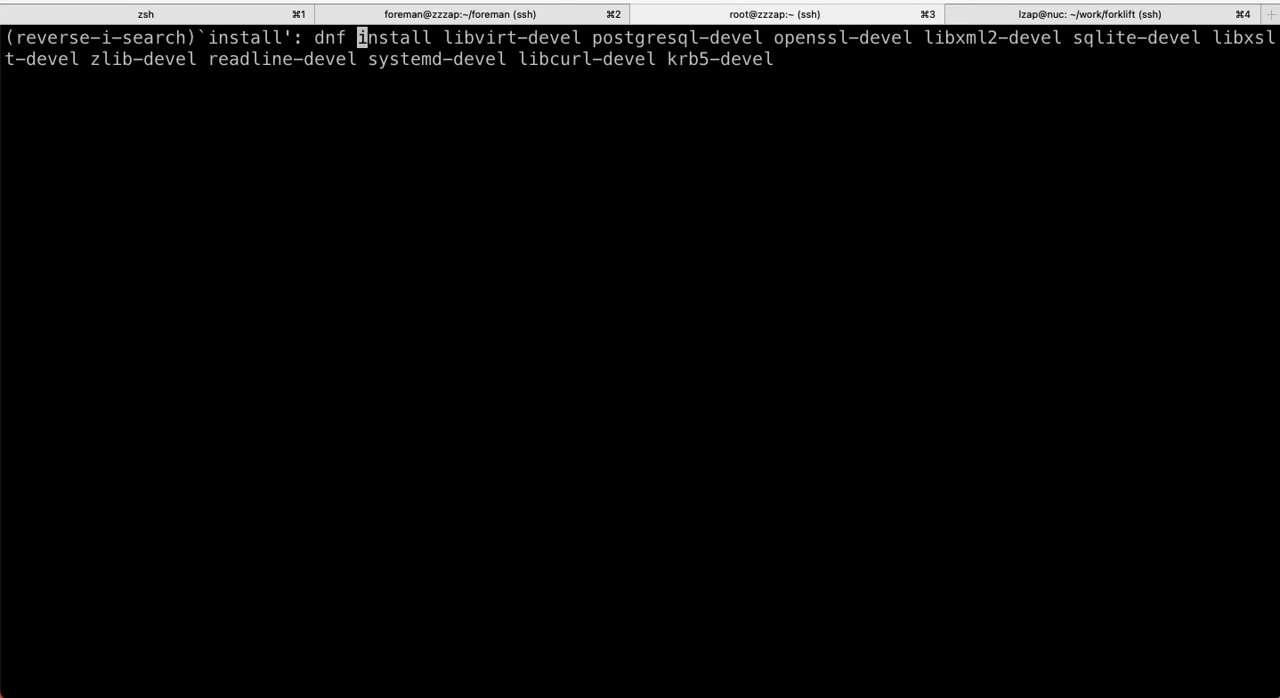 zsh ⌘1 foreman@zzzap:~/foreman (ssh) ⌘2 root@zzzap:~ (ssh) ⌘3 lzap@nuc: ~/work/forklift (ssh) ⌘4 +
(reverse-i-search)`install': dnf install libvirt-devel postgresql-devel openssl-devel libxml2-devel sqlite-devel libxsl
t-devel zlib-devel readline-devel systemd-devel libcurl-devel krb5-devel